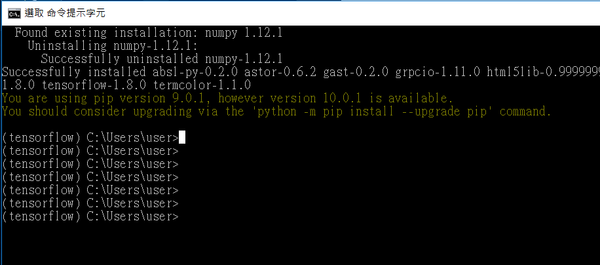 選取 命令提示字元
Found existing installation: numpy 1.12.1
Uninstalling numpy-1.12.1:
Successfully uninstalled numpy-1.12.1
Successfully installed absl-py-0.2.0 astor-0.6.2 gast-0.2.0 grpcio-1.11.0 html5lib-0.9999999
1.8.0 tensorflow-1.8.0 termcolor-1.1.0
You are using pip version 9.0.1, however version 10.0.1 is available.
You should consider upgrading via the 'python -m pip install --upgrade pip' command.
(tensorflow) C:\Users\user>
(tensorflow) C:\Users\user>
(tensorflow) C:\Users\user>
(tensorflow) C:\Users\user>
(tensorflow) C:\Users\user>
(tensorflow) C:\Users\user>
(tensorflow) C:\Users\user>